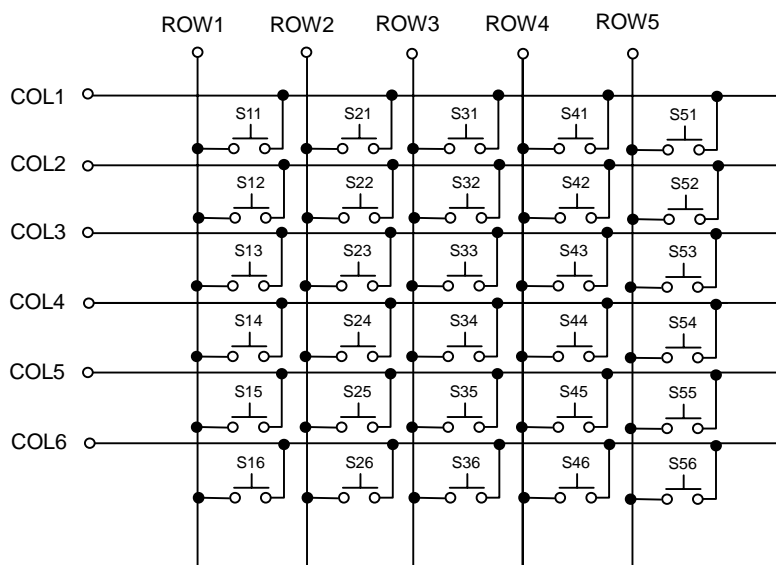 ROW1 ROW2 ROW3 ROW4 ROW5
COL1
S11 S21 S31 S41 S51
COL2
S12 S22 S32 S42 S52
COL3
S13 S23 S33 S43 S53
COL4
S14 S24 S34 S44 S54
COL5
S15 S25 S35 S45 S55
COL6
S16 S26 S36 S46 S56